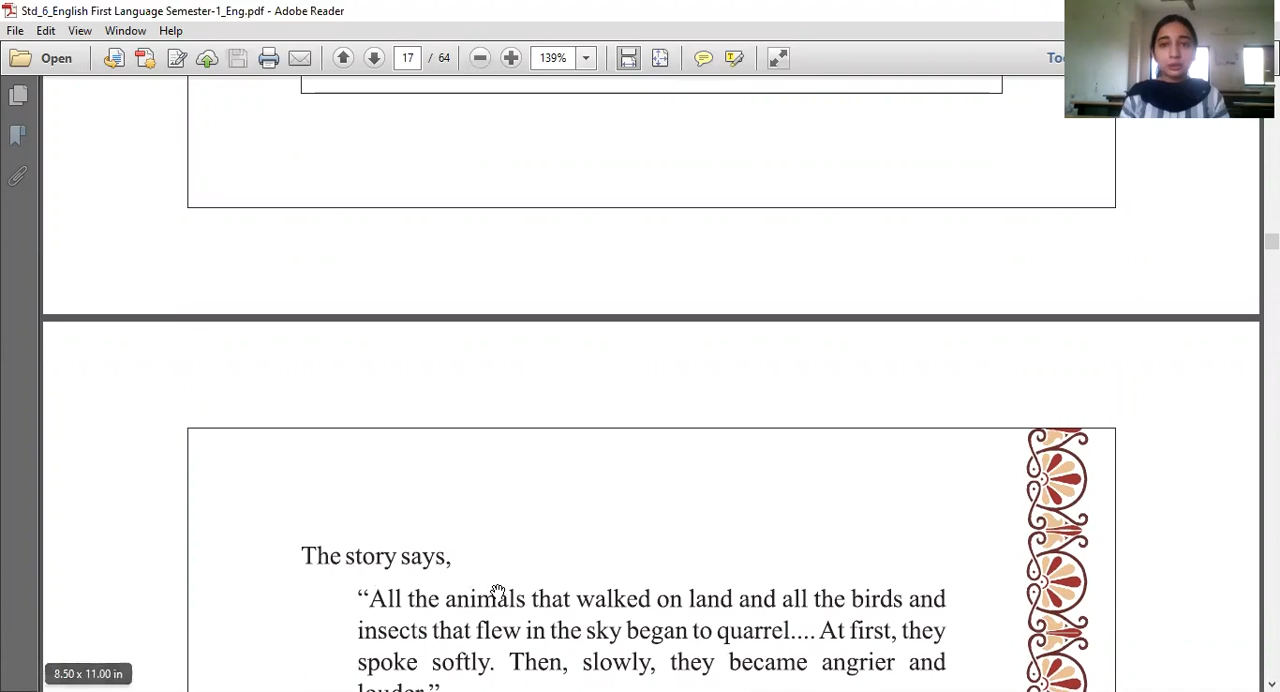 Std_6_English First Language Semester-1_Eng.pdf - Adobe Reader
File Edit View Window Help
Open 17 / 64 139%
The story says,
“All the animals that walked on land and all the birds and
insects that flew in the sky began to quarrel.... At first, they
spoke softly. Then, slowly, they became angrier and
louder.”
8.50 x 11.00 in